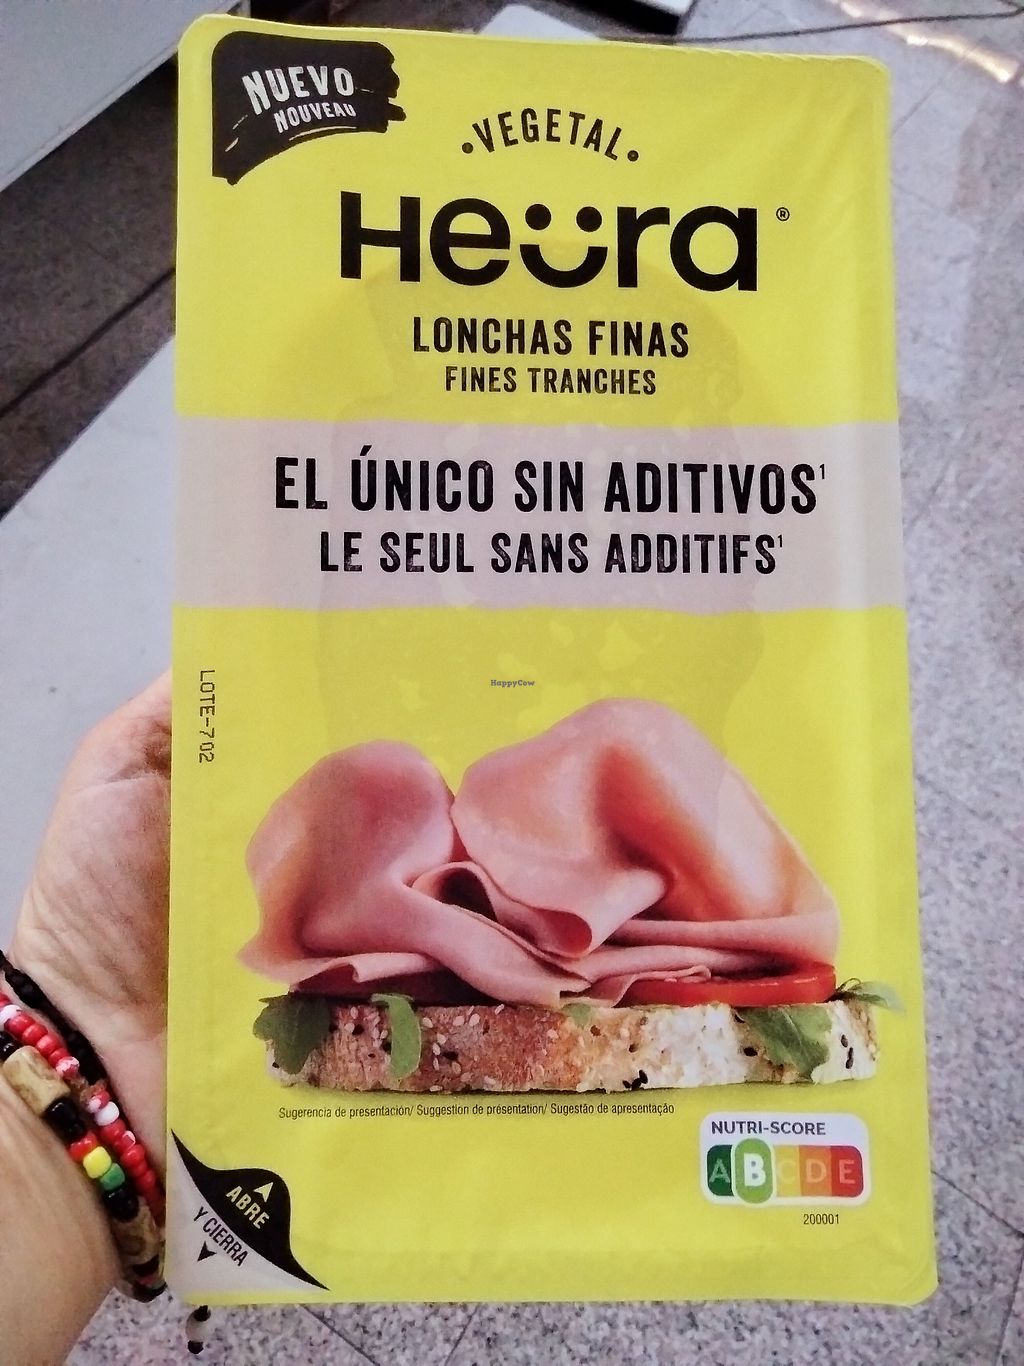 NUEVO
NOUVEAU
•VEGETAL•
Heüra®
LONCHAS FINAS
FINES TRANCHES
EL ÚNICO SIN ADITIVOS¹
LE SEUL SANS ADDITIFS¹
LOTE-702
HappyCow
Sugerencia de presentación/ Suggestion de présentation/ Sugestão de apresentação
NUTRI-SCORE
A B C D E
200001
ABRE
Y CIERRA